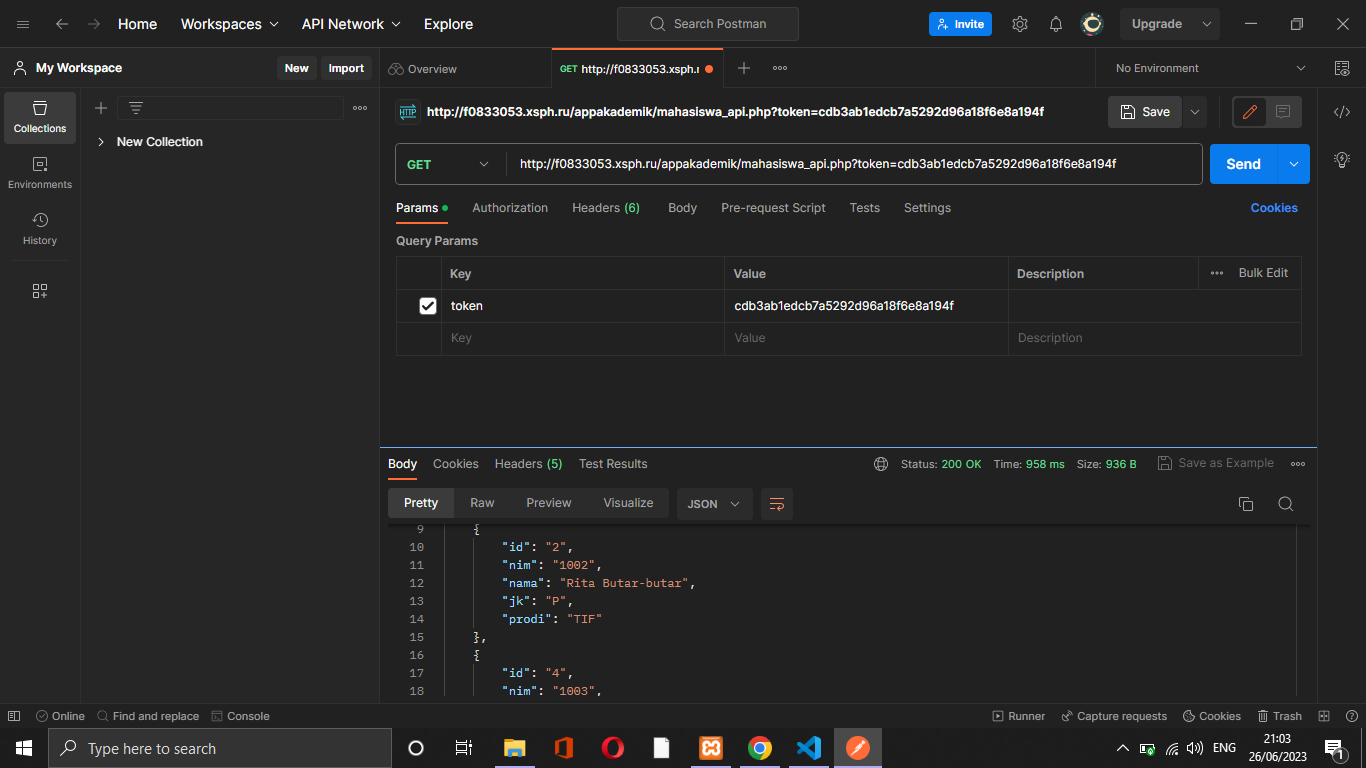 Home Workspaces API Network Explore Search Postman Invite Upgrade
My Workspace New Import Overview GET http://f0833053.xsph.r No Environment
HTTP http://f0833053.xsph.ru/appakademik/mahasiswa_api.php?token=cdb3ab1edcb7a5292d96a18f6e8a194f Save
Collections
New Collection
GET http://f0833053.xsph.ru/appakademik/mahasiswa_api.php?token=cdb3ab1edcb7a5292d96a18f6e8a194f Send
Environments
Params Authorization Headers (6) Body Pre-request Script Tests Settings Cookies
History
Query Params
Key Value Description Bulk Edit
token cdb3ab1edcb7a5292d96a18f6e8a194f
Key Value Description
Body Cookies Headers (5) Test Results Status: 200 OK Time: 958 ms Size: 936 B Save as Example
Pretty Raw Preview Visualize JSON
9 {
10 "id": "2",
11 "nim": "1002",
12 "nama": "Rita Butar-butar",
13 "jk": "P",
14 "prodi": "TIF"
15 },
16 {
17 "id": "4",
18 "nim": "1003",
Online Find and replace Console Runner Capture requests Cookies Trash
Type here to search ENG 21:03
26/06/2023 1